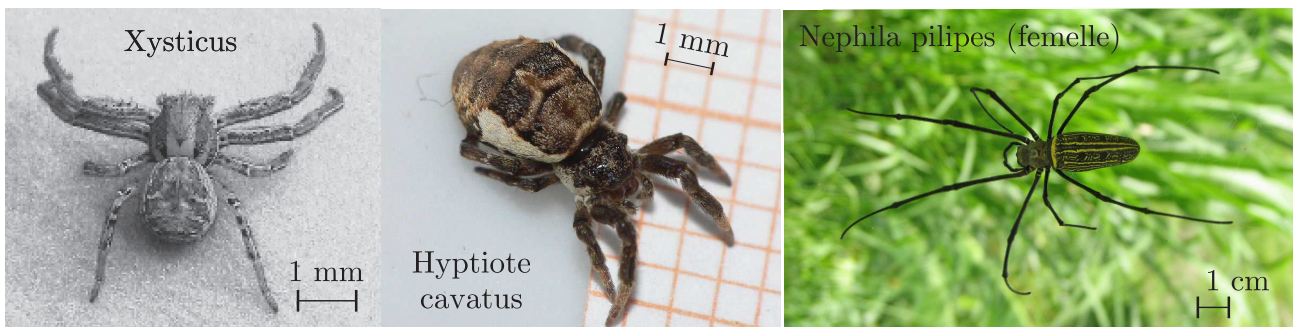 Xysticus
1 mm
1 mm
Hyptiote
cavatus
Nephila pilipes (femelle)
1 cm